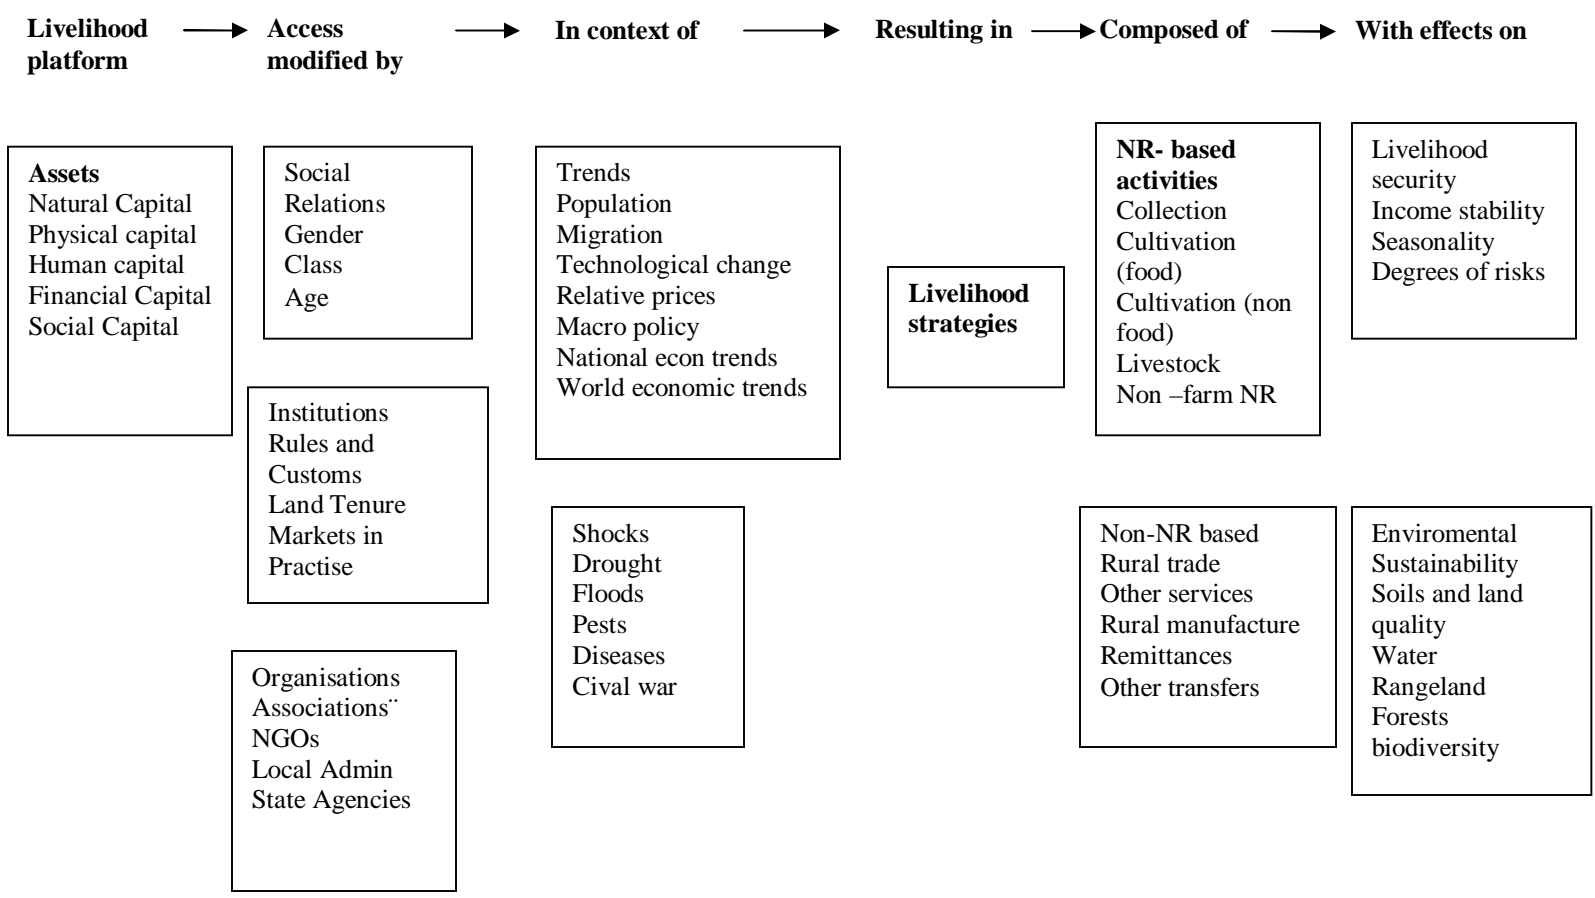 Livelihood
platform
Access
modified by
In context of
Resulting in
Composed of
With effects on
Assets
Natural Capital
Physical capital
Human capital
Financial Capital
Social Capital
Social
Relations
Gender
Class
Age
Institutions
Rules and
Customs
Land Tenure
Markets in
Practise
Organisations
Associations¨
NGOs
Local Admin
State Agencies
Trends
Population
Migration
Technological change
Relative prices
Macro policy
National econ trends
World economic trends
Shocks
Drought
Floods
Pests
Diseases
Cival war
Livelihood
strategies
NR- based
activities
Collection
Cultivation
(food)
Cultivation (non
food)
Livestock
Non –farm NR
Non-NR based
Rural trade
Other services
Rural manufacture
Remittances
Other transfers
Livelihood
security
Income stability
Seasonality
Degrees of risks
Enviromental
Sustainability
Soils and land
quality
Water
Rangeland
Forests
biodiversity